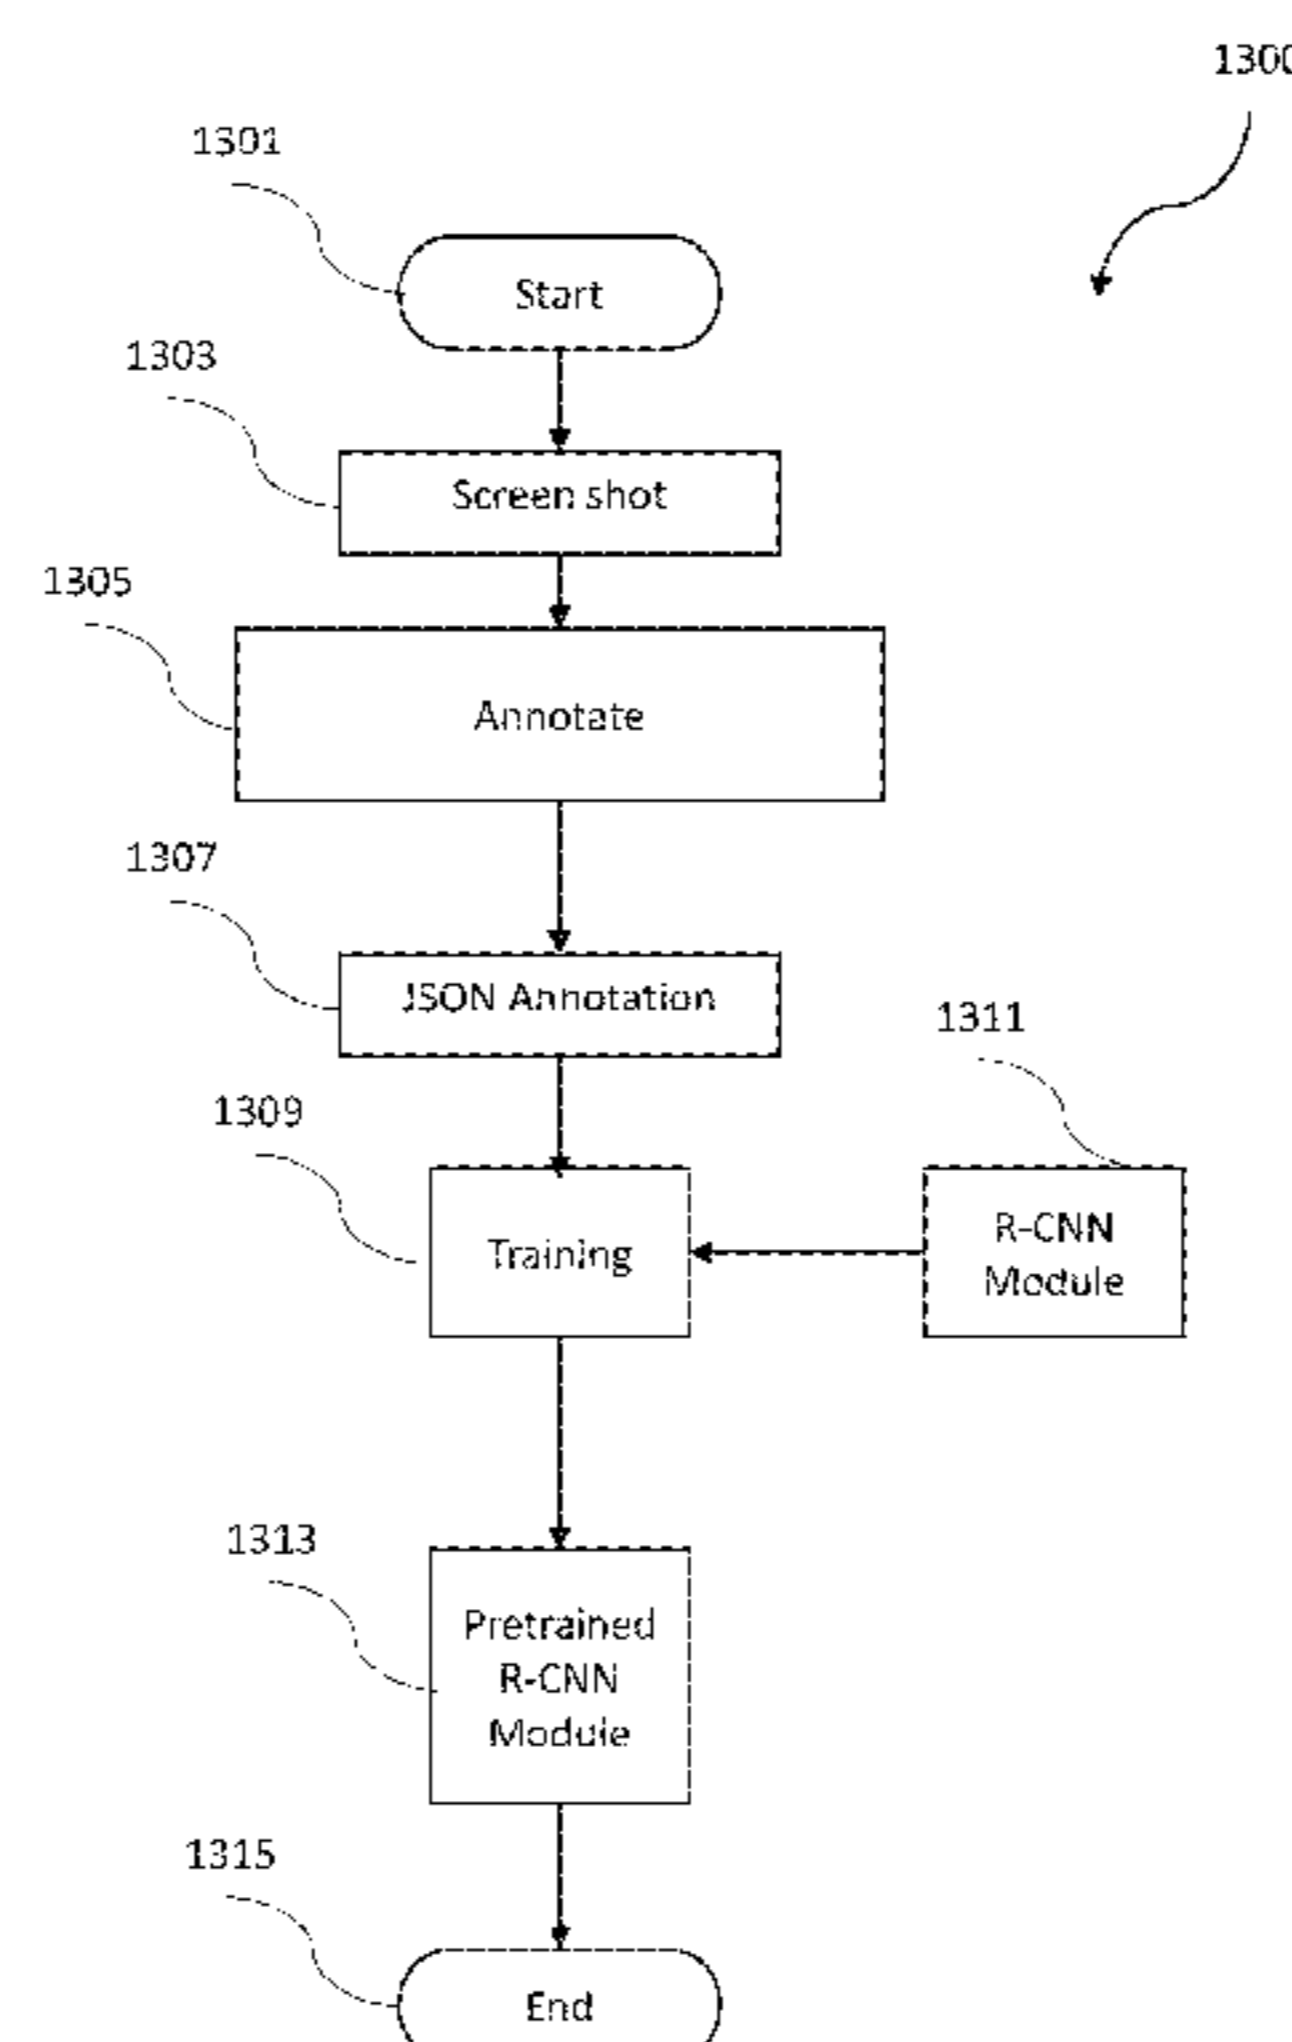 1300
1301
Start
1303
Screen shot
1305
Annotate
1307
JSON Annotation
1311
1309
R-CNN
Module
Training
1313
Pretrained
R-CNN
Module
1315
End